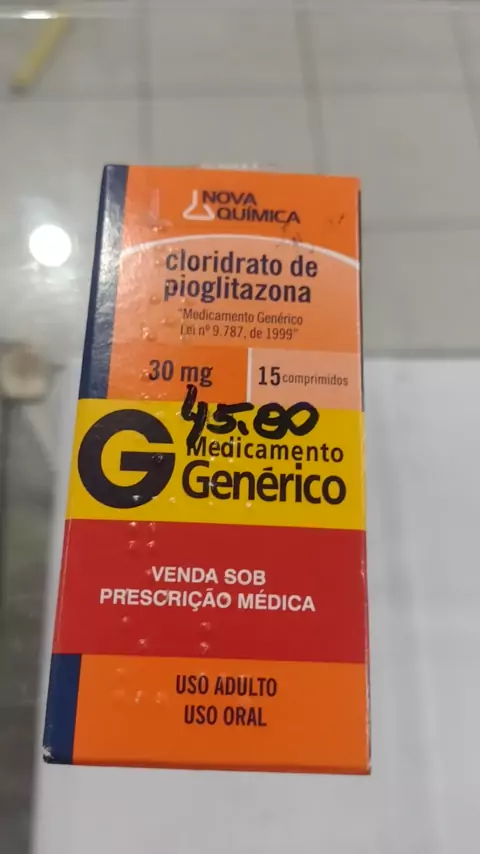 NOVA
QUÍMICA
cloridrato de
pioglitazona
"Medicamento Genérico
Lei nº 9.787, de 1999"
30 mg
15 comprimidos
45.80
G Medicamento
Genérico
VENDA SOB
PRESCRIÇÃO MÉDICA
USO ADULTO
USO ORAL